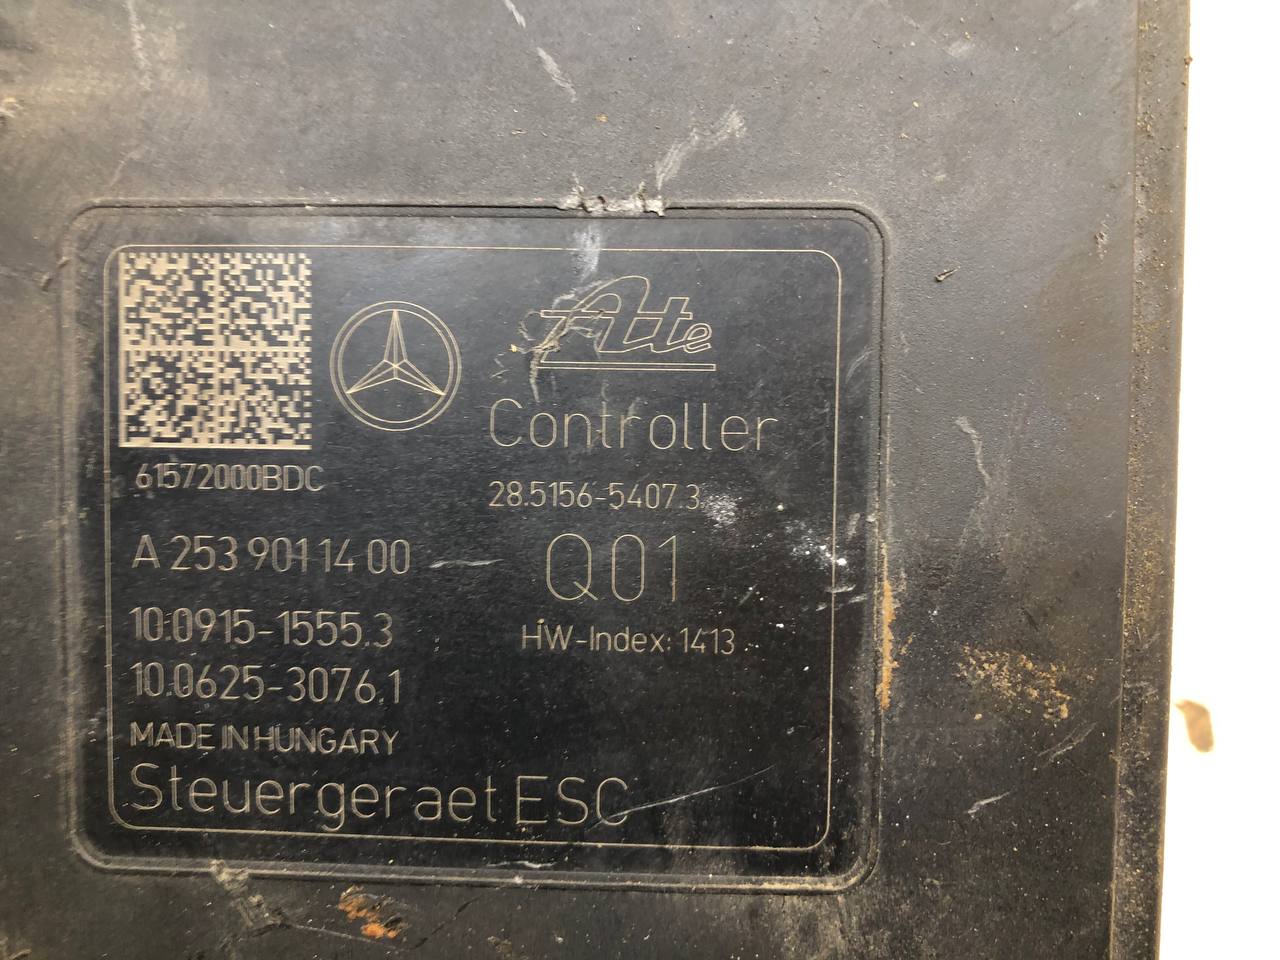 Ate
Controller
61572000BDC
28.5156-5407.3
A 253 901 14 00
Q01
10.0915-1555.3
HW-Index: 1413
10.0625-3076.1
MADE IN HUNGARY
Steuergeraet ESC